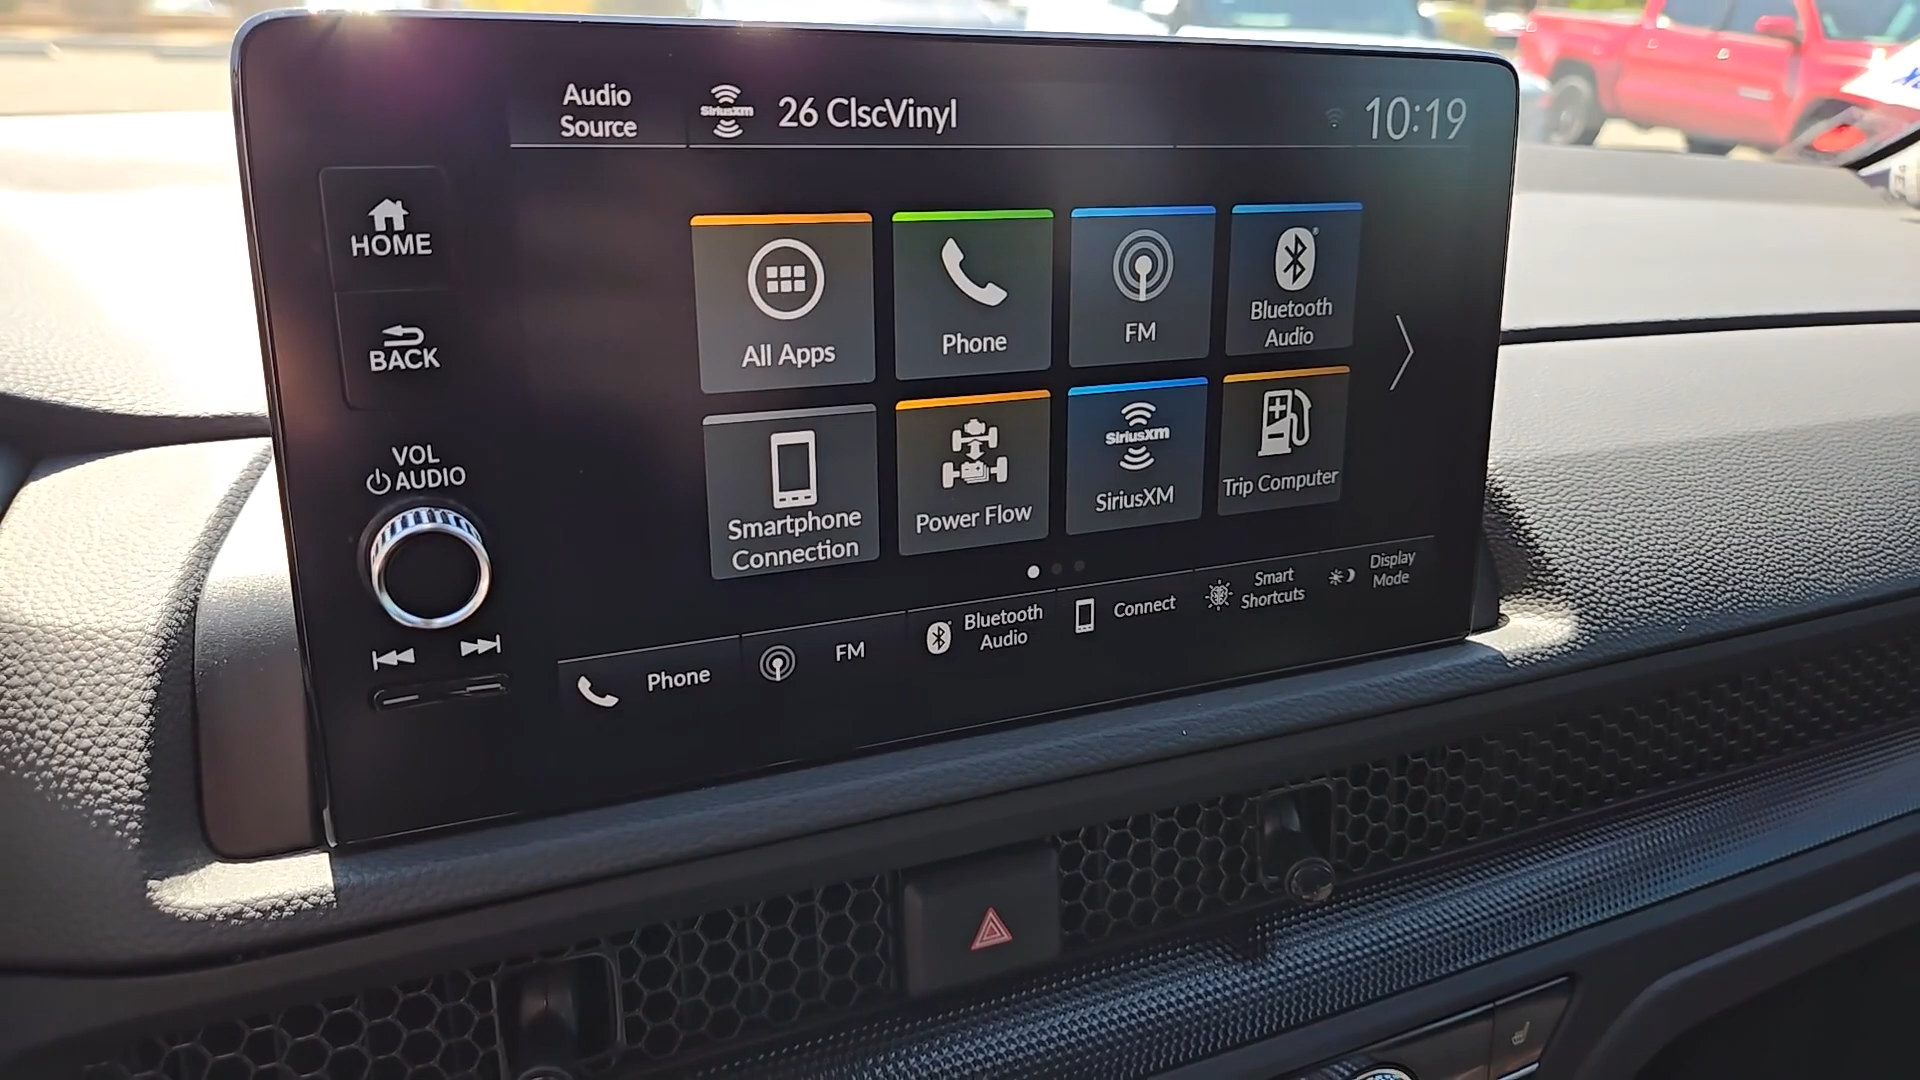 Audio
Source
SiriusXM
26 ClscVinyl
10:19
HOME
BACK
VOL
AUDIO
All Apps
Phone
FM
Bluetooth
Audio
Smartphone
Connection
Power Flow
SiriusXM
SiriusXM
Trip Computer
Phone
FM
Bluetooth
Audio
Connect
Smart
Shortcuts
Display
Mode